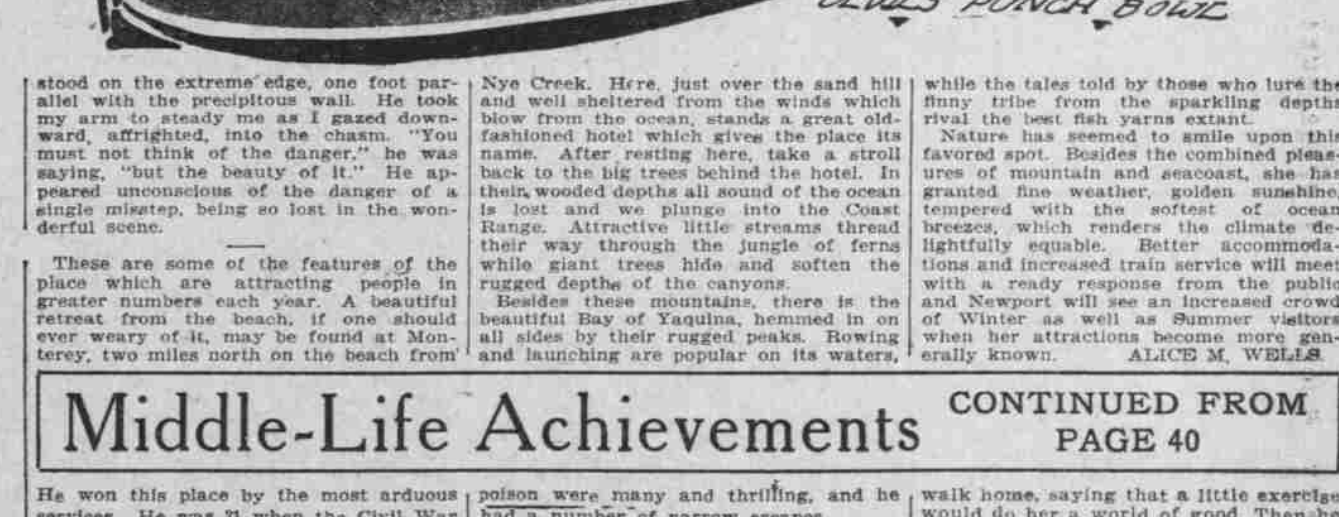 DEVILS PUNCH BOWL
stood on the extreme edge, one foot par-
allel with the precipitous wall. He took
my arm to steady me as I gazed down-
ward, affrighted, into the chasm. "You
must not think of the danger," he was
saying, "but the beauty of it." He ap-
peared unconscious of the danger of a
single misstep, being so lost in the won-
derful scene.
These are some of the features of the
place which are attracting people in
greater numbers each year. A beautiful
retreat from the beach, if one should
ever weary of it, may be found at Mon-
terey, two miles north on the beach from
Nye Creek. Here, just over the sand hill
and well sheltered from the winds which
blow from the ocean, stands a great old-
fashioned hotel which gives the place its
name. After resting here, take a stroll
back to the big trees behind the hotel. In
their wooded depths all sound of the ocean
is lost and we plunge into the Coast
Range. Attractive little streams thread
their way through the jungle of ferns
while giant trees hide and soften the
rugged depths of the canyons.
Besides these mountains, there is the
beautiful Bay of Yaquina, hemmed in on
all sides by their rugged peaks. Rowing
and launching are popular on its waters,
while the tales told by those who lure the
finny tribe from the sparkling depths
rival the best fish yarns extant.
Nature has seemed to smile upon this
favored spot. Besides the combined pleas-
ures of mountain and seacoast, she has
granted fine weather, golden sunshine
tempered with the softest of ocean
breezes, which renders the climate de-
lightfully equable. Better accommoda-
tions and increased train service will meet
with a ready response from the public
and Newport will see an increased crowd
of Winter as well as Summer visitors
when her attractions become more gen-
erally known. ALICE M. WELLS.
Middle-Life Achievements CONTINUED FROM
PAGE 40
He won this place by the most arduous
services. He was 21 when the Civil War
poison were many and thrilling, and he
had a number of narrow escapes
walk home, saying that a little exercise
would do her a world of good. Then she